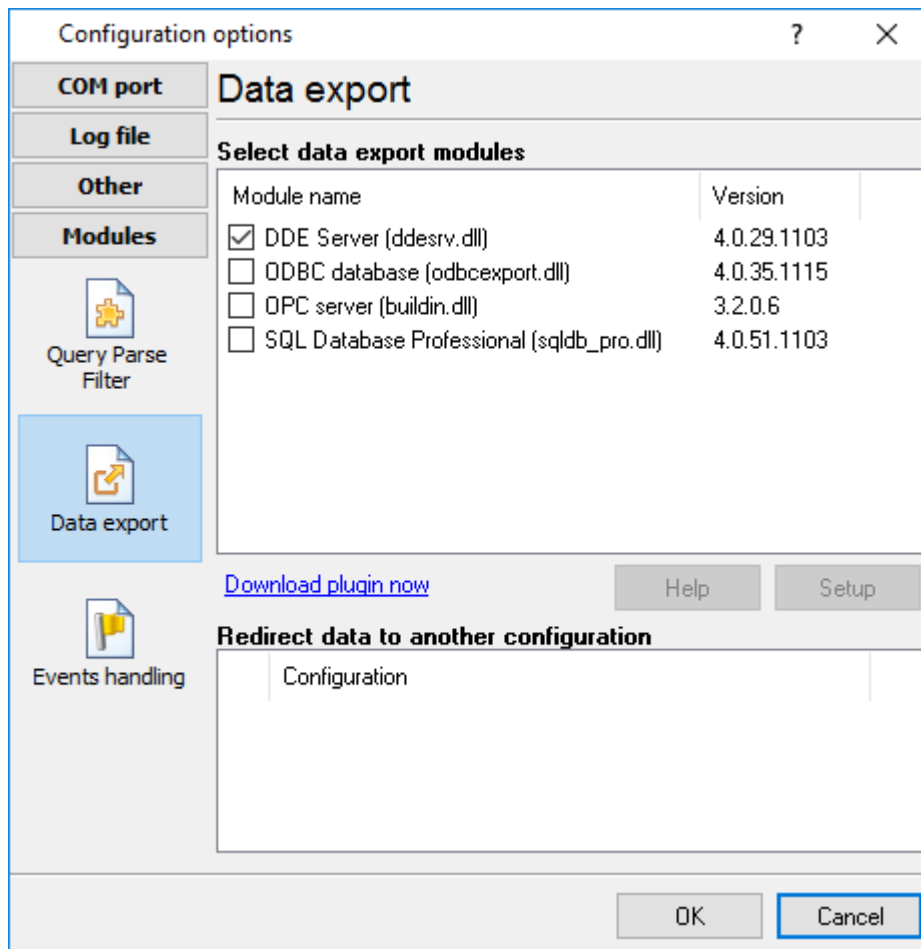 Configuration options
?
COM port
Log file
Other
Modules
Query Parse
Filter
Data export
Events handling
Data export
Select data export modules
Module name Version
DDE Server (ddesrv.dll) 4.0.29.1103
ODBC database (odbcexport.dll) 4.0.35.1115
OPC server (buildin.dll) 3.2.0.6
SQL Database Professional (sqldb_pro.dll) 4.0.51.1103
Download plugin now
Help Setup
Redirect data to another configuration
Configuration
OK Cancel